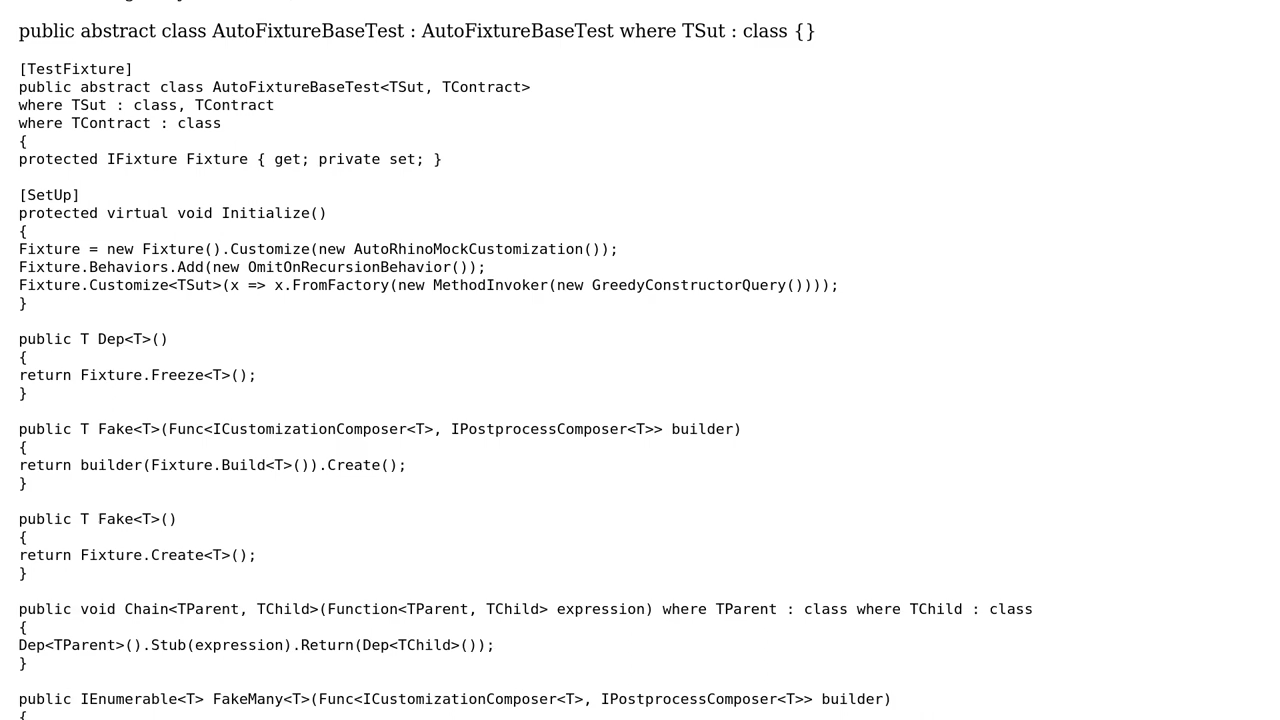 public abstract class AutoFixtureBaseTest : AutoFixtureBaseTest where TSut : class {}
[TestFixture]
public abstract class AutoFixtureBaseTest<TSut, TContract>
where TSut : class, TContract
where TContract : class
{
protected IFixture Fixture { get; private set; }
[SetUp]
protected virtual void Initialize()
{
Fixture = new Fixture().Customize(new AutoRhinoMockCustomization());
Fixture.Behaviors.Add(new OmitOnRecursionBehavior());
Fixture.Customize<TSut>(x => x.FromFactory(new MethodInvoker(new GreedyConstructorQuery())));
}
public T Dep<T>()
{
return Fixture.Freeze<T>();
}
public T Fake<T>(Func<ICustomizationComposer<T>, IPostprocessComposer<T>> builder)
{
return builder(Fixture.Build<T>()).Create();
}
public T Fake<T>()
{
return Fixture.Create<T>();
}
public void Chain<TParent, TChild>(Function<TParent, TChild> expression) where TParent : class where TChild : class
{
Dep<TParent>().Stub(expression).Return(Dep<TChild>());
}
public IEnumerable<T> FakeMany<T>(Func<ICustomizationComposer<T>, IPostprocessComposer<T>> builder)
{